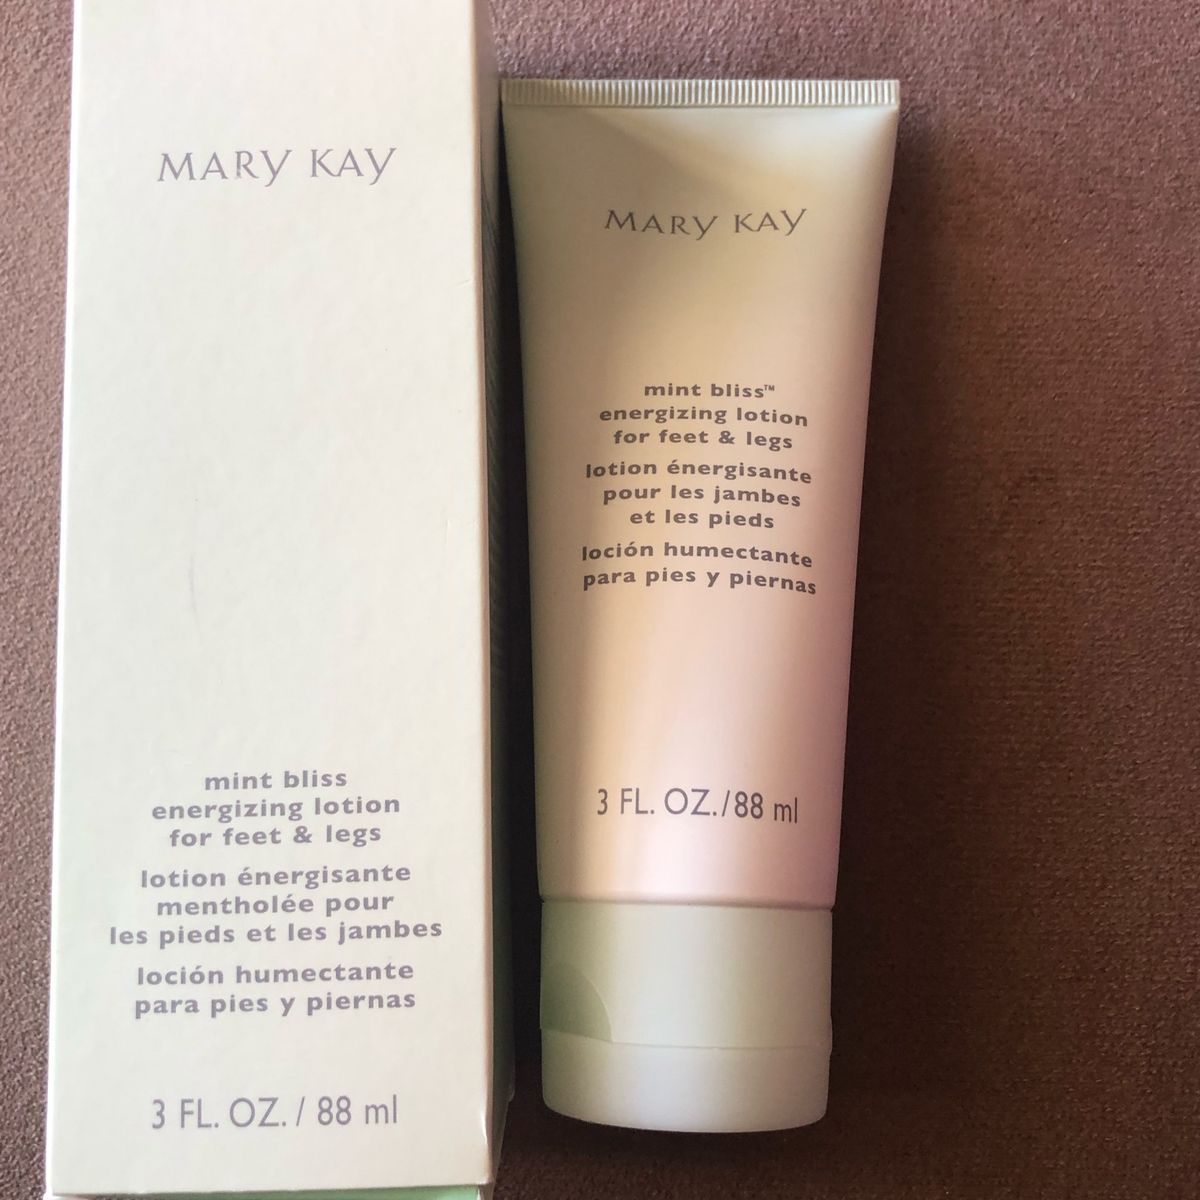 MARY KAY
mint bliss
energizing lotion
for feet & legs
lotion énergisante
mentholée pour
les pieds et les jambes
loción humectante
para pies y piernas
3 FL. OZ. / 88 ml
MARY KAY
mint bliss™
energizing lotion
for feet & legs
lotion énergisante
pour les jambes
et les pieds
loción humectante
para pies y piernas
3 FL. OZ./88 ml